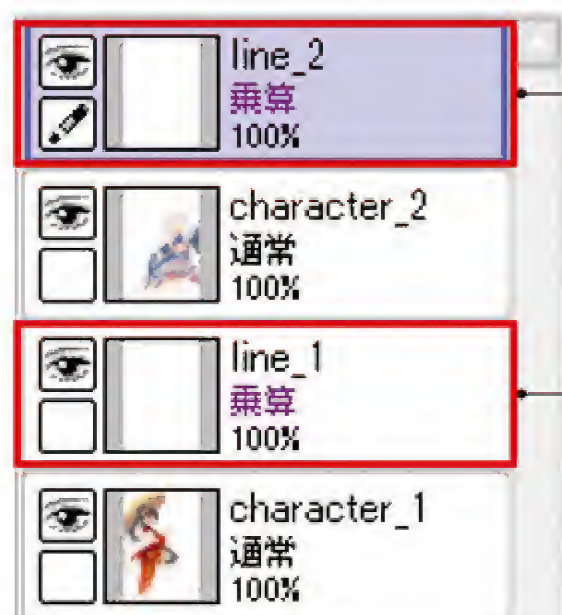 line_2
乗算
100%
character_2
通常
100%
line_1
乗算
100%
character_1
通常
100%